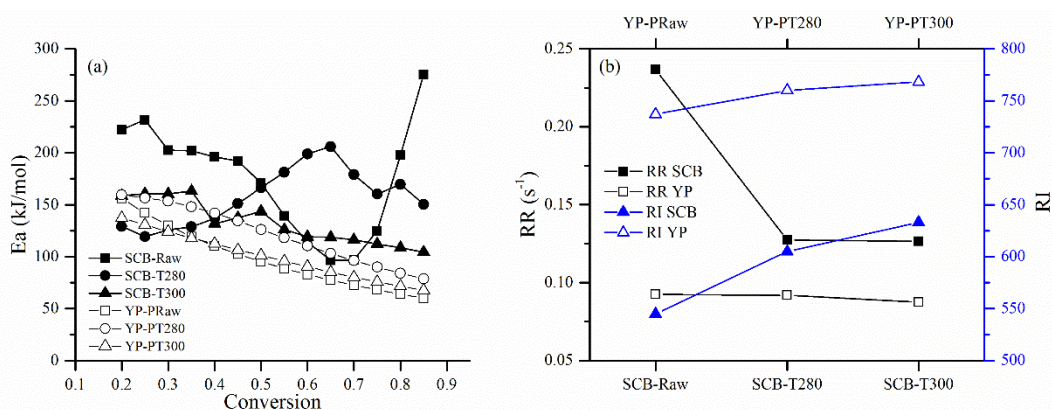 (a)
300
250
200
150
100
50
0
Ea (kJ/mol)
SCB-Raw
SCB-T280
SCB-T300
YP-PRaw
YP-PT280
YP-PT300
0.1 0.2 0.3 0.4 0.5 0.6 0.7 0.8 0.9
Conversion
YP-PRaw YP-PT280 YP-PT300
(b)
0.25
0.20
0.15
0.10
0.05
RR (s⁻¹)
RR SCB
RR YP
RI SCB
RI YP
800
750
700
650
600
550
500
RI
SCB-Raw SCB-T280 SCB-T300